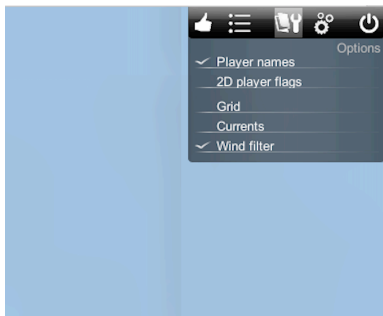 Options
Player names
2D player flags
Grid
Currents
Wind filter